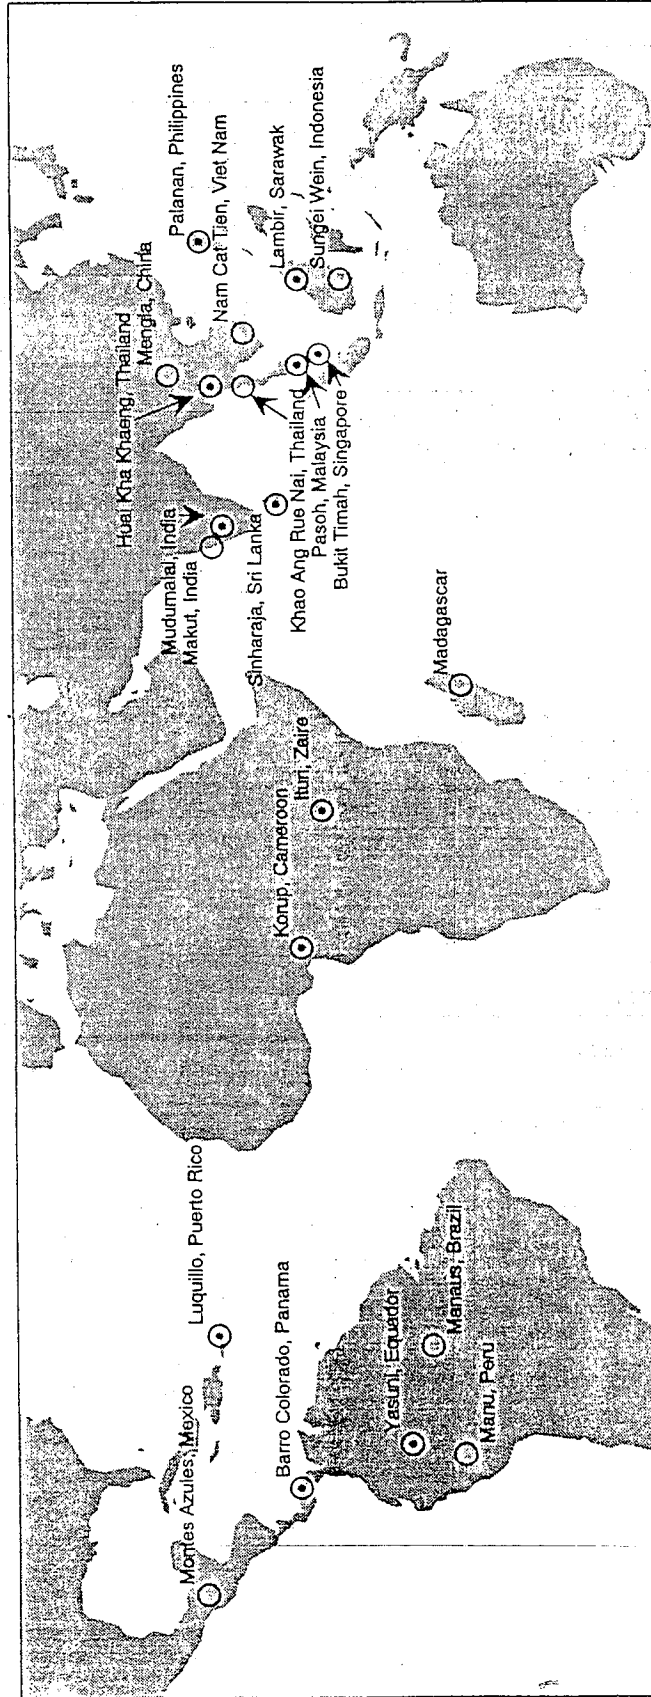 Montes Azules, Mexico
Luquillo, Puerto Rico
Barro Colorado, Panama
Yasuni, Equador
Manaus, Brazil
Manu, Peru
Korup, Cameroon
Ituri, Zaire
Madagascar
Mudumalai, India
Makut, India
Sinharaja, Sri Lanka
Huai Kha Khaeng, Thailand
Mengla, China
Palanan, Philippines
Nam Cat Tien, Viet Nam
Lambir, Sarawak
Sungei Wein, Indonesia
Khao Ang Rue Nai, Thailand
Pasoh, Malaysia
Bukit Timah, Singapore